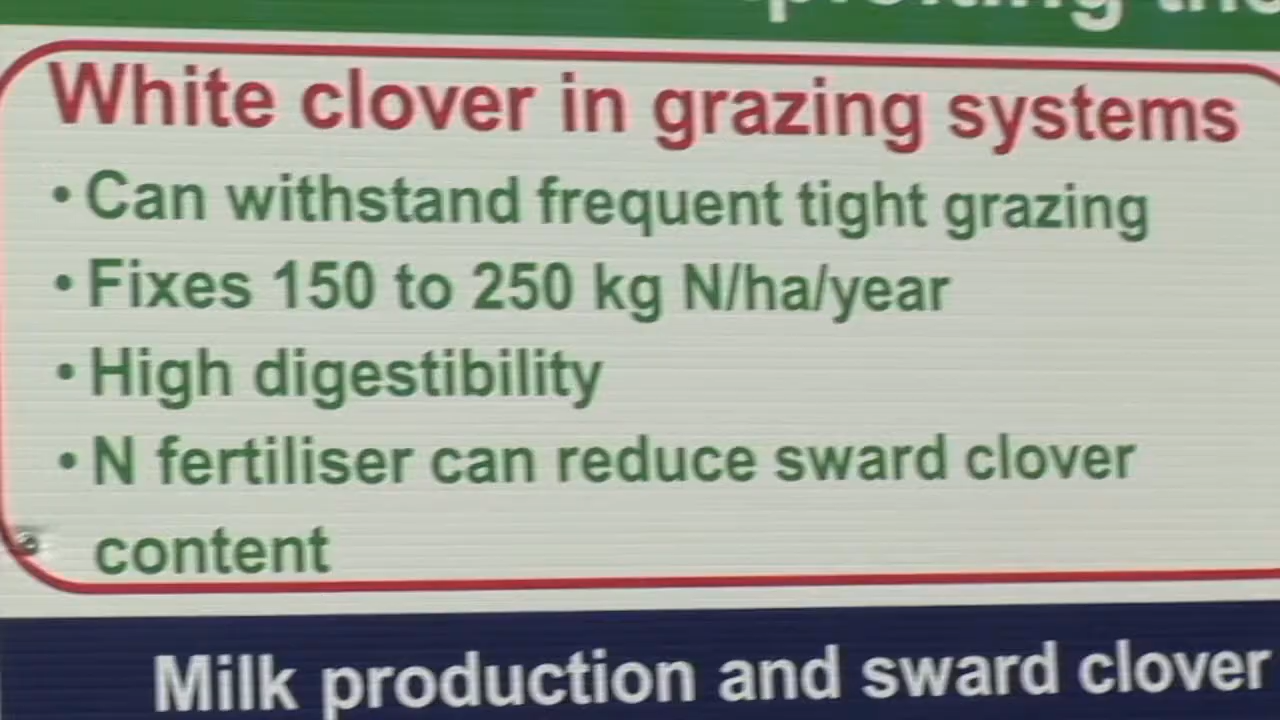 White clover in grazing systems
• Can withstand frequent tight grazing
• Fixes 150 to 250 kg N/ha/year
• High digestibility
• N fertiliser can reduce sward clover
content
Milk production and sward clover